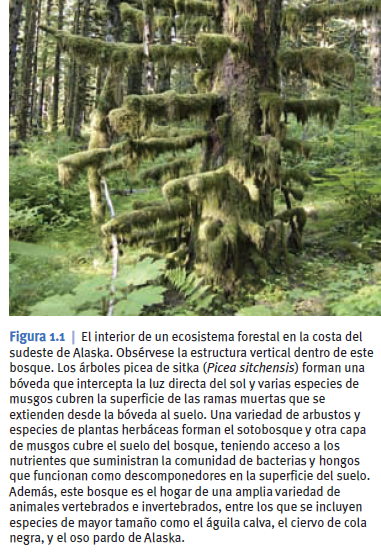 Figura 1.1 | El interior de un ecosistema forestal en la costa del
sudeste de Alaska. Obsérvese la estructura vertical dentro de este
bosque. Los árboles picea de sitka (Picea sitchensis) forman una
bóveda que intercepta la luz directa del sol y varias especies de
musgos cubren la superficie de las ramas muertas que se
extienden desde la bóveda al suelo. Una variedad de arbustos y
especies de plantas herbáceas forman el sotobosque y otra capa
de musgos cubre el suelo del bosque, teniendo acceso a los
nutrientes que suministran la comunidad de bacterias y hongos
que funcionan como descomponedores en la superficie del suelo.
Además, este bosque es el hogar de una amplia variedad de
animales vertebrados e invertebrados, entre los que se incluyen
especies de mayor tamaño como el águila calva, el ciervo de cola
negra, y el oso pardo de Alaska.